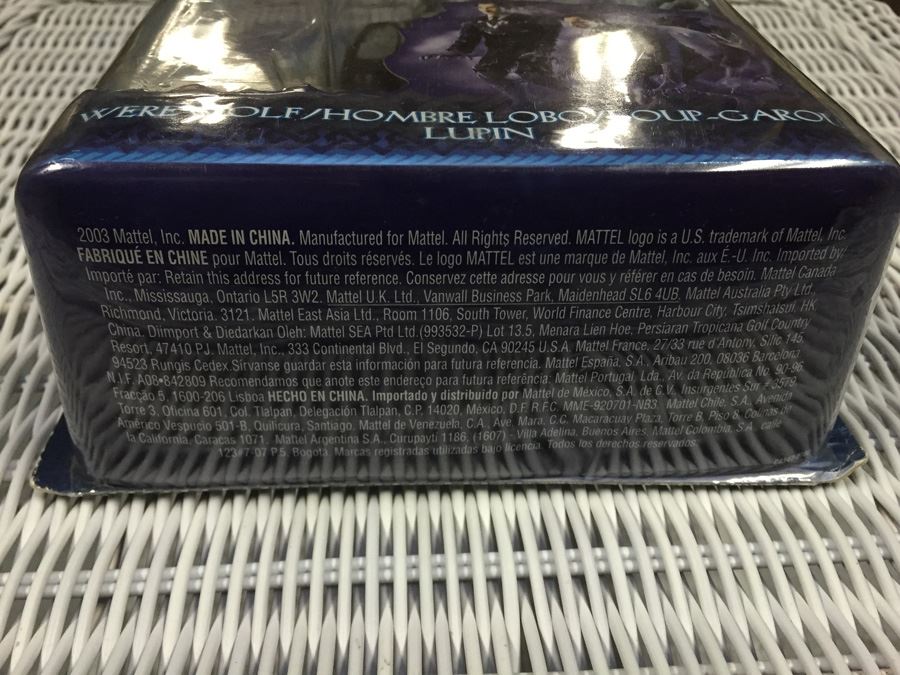 WEREWOLF/HOMBRE LOBO/LOUP-GAROU
LUPIN
2003 Mattel, Inc. MADE IN CHINA. Manufactured for Mattel. All Rights Reserved. MATTEL logo is a U.S. trademark of Mattel, Inc.
FABRIQUÉ EN CHINE pour Mattel. Tous droits réservés. Le logo MATTEL est une marque de Mattel, Inc. aux É.-U. Inc. Imported by/
Importé par: Retain this address for future reference. Conservez cette adresse pour vous y référer en cas de besoin. Mattel Canada
Inc., Mississauga, Ontario L5R 3W2. Mattel U.K. Ltd., Vanwall Business Park, Maidenhead SL6 4UB. Mattel Australia Pty Ltd.,
Richmond, Victoria. 3121. Mattel East Asia Ltd., Room 1106, South Tower, World Finance Centre, Harbour City, Tsimshatsui, HK,
China. Diimport & Diedarkan Oleh: Mattel SEA Ptd Ltd.(993532-P) Lot 13.5, Menara Lien Hoe, Persiaran Tropicana Golf Country
Resort, 47410 PJ. Mattel, Inc., 333 Continental Blvd., El Segundo, CA 90245 U.S.A. Mattel France, 27/33 rue d'Antony, Silic 145,
94523 Rungis Cedex.Sírvanse guardar esta información para futura referencia. Mattel España, S.A., Aribau 200, 08036 Barcelona.
N.I.F. A08•842809 Recomendamos que anote este endereço para futura referência: Mattel Portugal, Lda., Av. da República No. 90-96
Fracção 5, 1600-206 Lisboa HECHO EN CHINA. Importado y distribuido por Mattel de México, S.A. de G.V., Insurgentes Sur # 3579,
Torre 3, Oficina 601, Col. Tlalpan, Delegación Tlalpan, C.P. 14020, México, D.F. R.F.C. MME-920701-NB3. Mattel Chile, S.A., Avenida
Américo Vespucio 501-B, Quilicura, Santiago. Mattel de Venezuela, C.A., Ave. Mara, C.C. Macaracuay Plaza, Torre B, Piso 8, Colinas de
la California, Caracas 1071. Mattel Argentina S.A., Curupaytí 1186, (1607) - Villa Adelina, Buenos Aires. Mattel Colombia, S.A., calle
123#7-07 P.5, Bogotá. Marcas registradas utilizadas bajo licencia. Todos los derechos reservados.